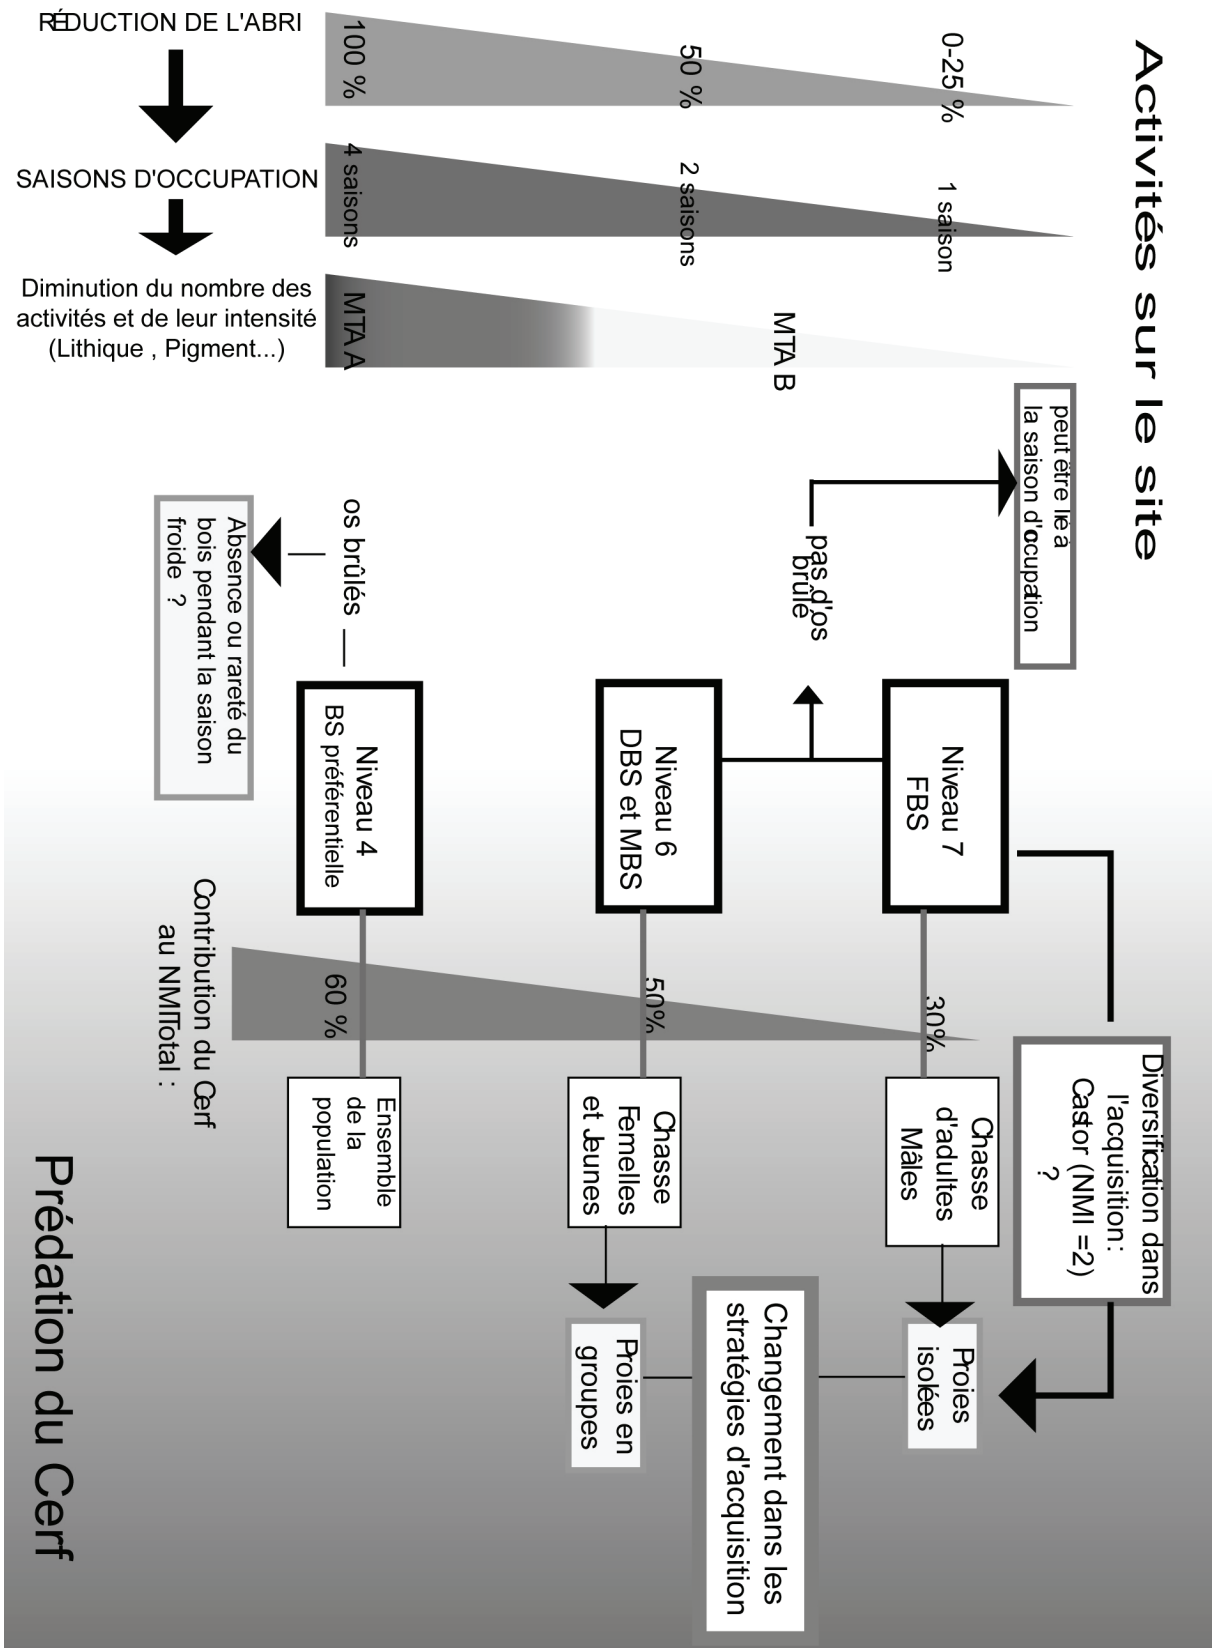 Activités sur le site
RÉDUCTION DE L'ABRI
100 %
50 %
0-25 %
SAISONS D'OCCUPATION
4 saisons
2 saisons
1 saison
Diminution du nombre des
activités et de leur intensité
(Lithique , Pigment...)
MTA A
MTA B
peut être lié à
la saison d'occupation
pas d'os
brûlé
os brûlés
Absence ou rareté du
bois pendant la saison
froide ?
Niveau 7
FBS
Niveau 6
DBS et MBS
Niveau 4
BS préférentielle
Contribution du Cerf
au NMITotal :
60 %
50%
30%
Diversification dans
l'acquisition:
Castor (NMI =2)
?
Chasse
d'adultes
Mâles
Chasse
Femelles
et Jeunes
Ensemble
de la
population
Proies
isolées
Proies en
groupes
Changement dans les
stratégies d'acquisition
Prédation du Cerf